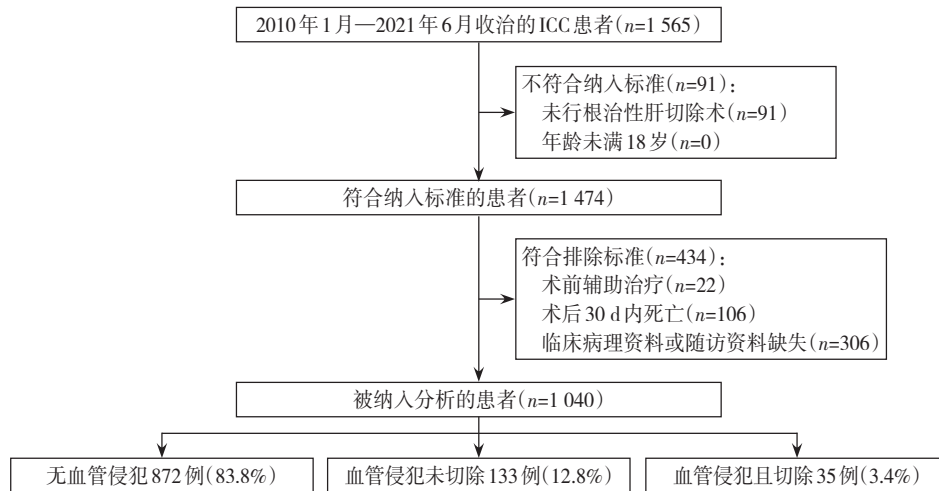 2010年1月—2021年6月收治的ICC患者(n=1 565)
不符合纳入标准(n=91)：
未行根治性肝切除术(n=91)
年龄未满18岁(n=0)
符合纳入标准的患者(n=1 474)
符合排除标准(n=434)：
术前辅助治疗(n=22)
术后30 d内死亡(n=106)
临床病理资料或随访资料缺失(n=306)
被纳入分析的患者(n=1 040)
无血管侵犯872例(83.8%)
血管侵犯未切除133例(12.8%)
血管侵犯且切除35例(3.4%)